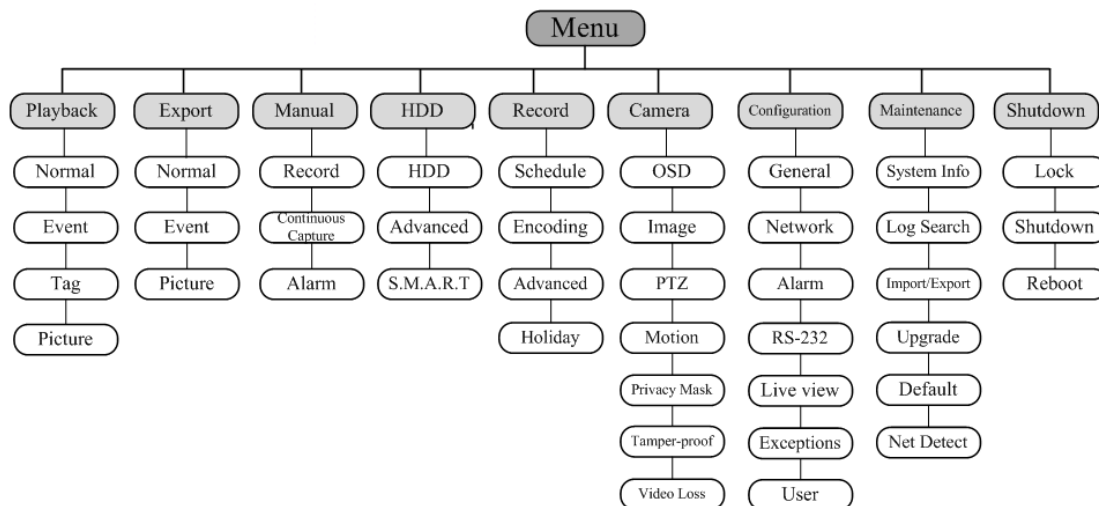 Menu
Playback
Export
Manual
HDD
Record
Camera
Configuration
Maintenance
Shutdown
Normal
Normal
Record
HDD
Schedule
OSD
General
System Info
Lock
Event
Event
Continuous
Capture
Advanced
Encoding
Image
Network
Log Search
Shutdown
Tag
Picture
Alarm
S.M.A.R.T
Advanced
PTZ
Alarm
Import/Export
Reboot
Picture
Holiday
Motion
RS-232
Upgrade
Privacy Mask
Live view
Default
Tamper-proof
Exceptions
Net Detect
Video Loss
User